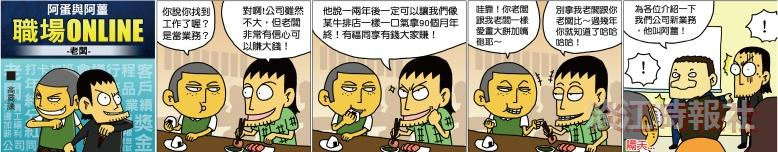 阿蛋與阿薑
職場ONLINE
-老闆-
你說你找到
工作了喔？
是當業務？
對啊!公司雖然
不大，但老闆
非常有信心可
以賺大錢！
他說一兩年後一定可以讓我們像
某牛排店一樣一口氣拿90個月年
終！有福同享有錢大家賺！
哇靠！你老闆
跟我老闆一樣
愛畫大餅加嘴
砲耶~
別拿我老闆跟你
老闆比~過幾年
你就知道了哈哈
哈哈！
為各位介紹一下
我們公司新業務，
他叫阿薑！
！
！
隔天…
淡江時報社